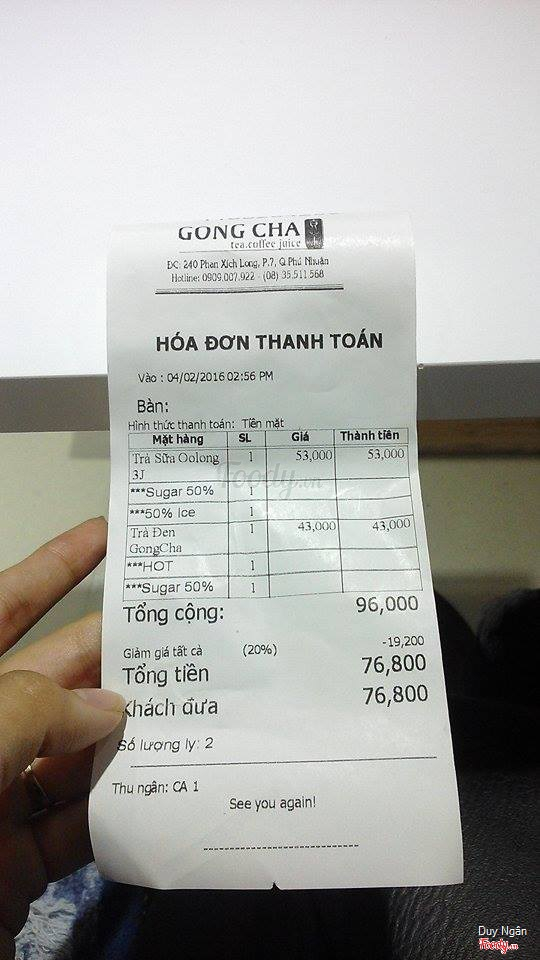 GONG CHA
tea.coffee juice
ĐC: 240 Phan Xích Long, P.7, Q Phú Nhuận
Hotline: 0909.007.922 - (08) 35.511.568
HÓA ĐƠN THANH TOÁN
Vào : 04/02/2016 02:56 PM
Bàn:
Hình thức thanh toán: Tiền mặt
Mặt hàng SL Giá Thành tiền
Trà Sữa Oolong 1 53,000 53,000
3J
***Sugar 50% 1
***50% Ice 1
Trà Đen 1 43,000 43,000
GongCha
***HOT 1
***Sugar 50% 1
Tổng cộng: 96,000
Giảm giá tất cả (20%) -19,200
Tổng tiền 76,800
Khách đưa 76,800
Số lượng ly: 2
Thu ngân: CA 1
See you again!
Foody.vn
Duy Ngân
Foody.vn